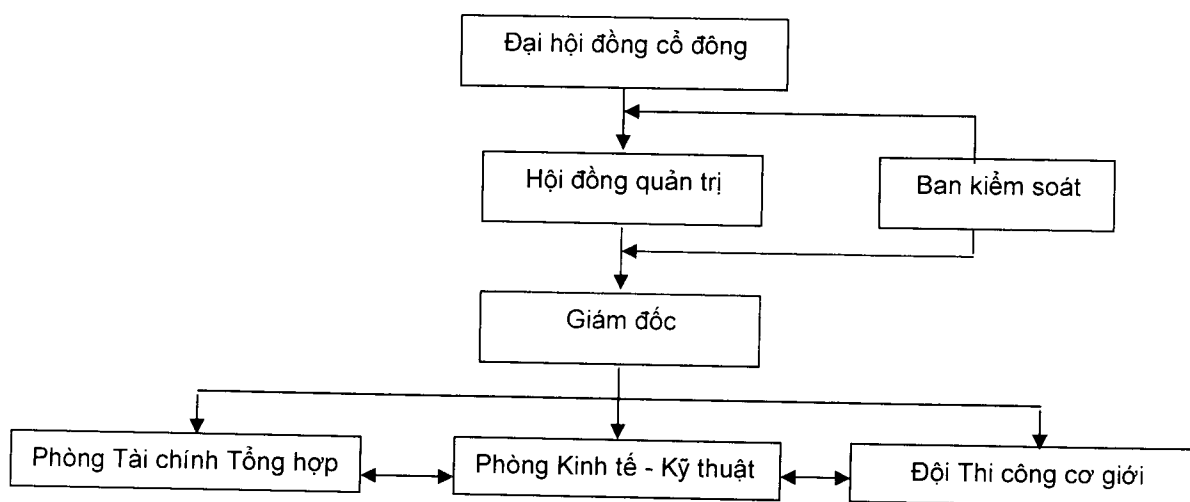 Đại hội đồng cổ đông
Hội đồng quản trị
Ban kiểm soát
Giám đốc
Phòng Tài chính Tổng hợp
Phòng Kinh tế - Kỹ thuật
Đội Thi công cơ giới